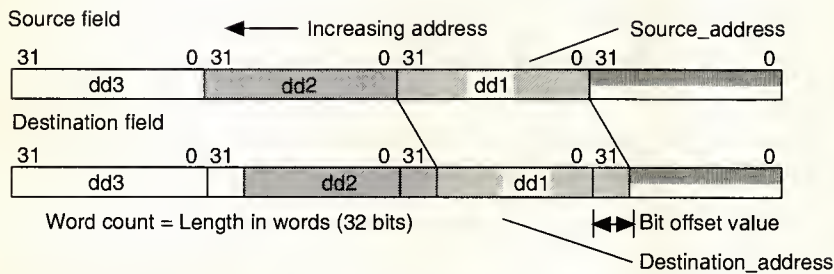 Source field
Increasing address
Source_address
31 0 31 0 31 0 31 0
dd3 dd2 dd1
Destination field
31 0 31 0 31 0 31 0
dd3 dd2 dd1
Word count = Length in words (32 bits)
Bit offset value
Destination_address